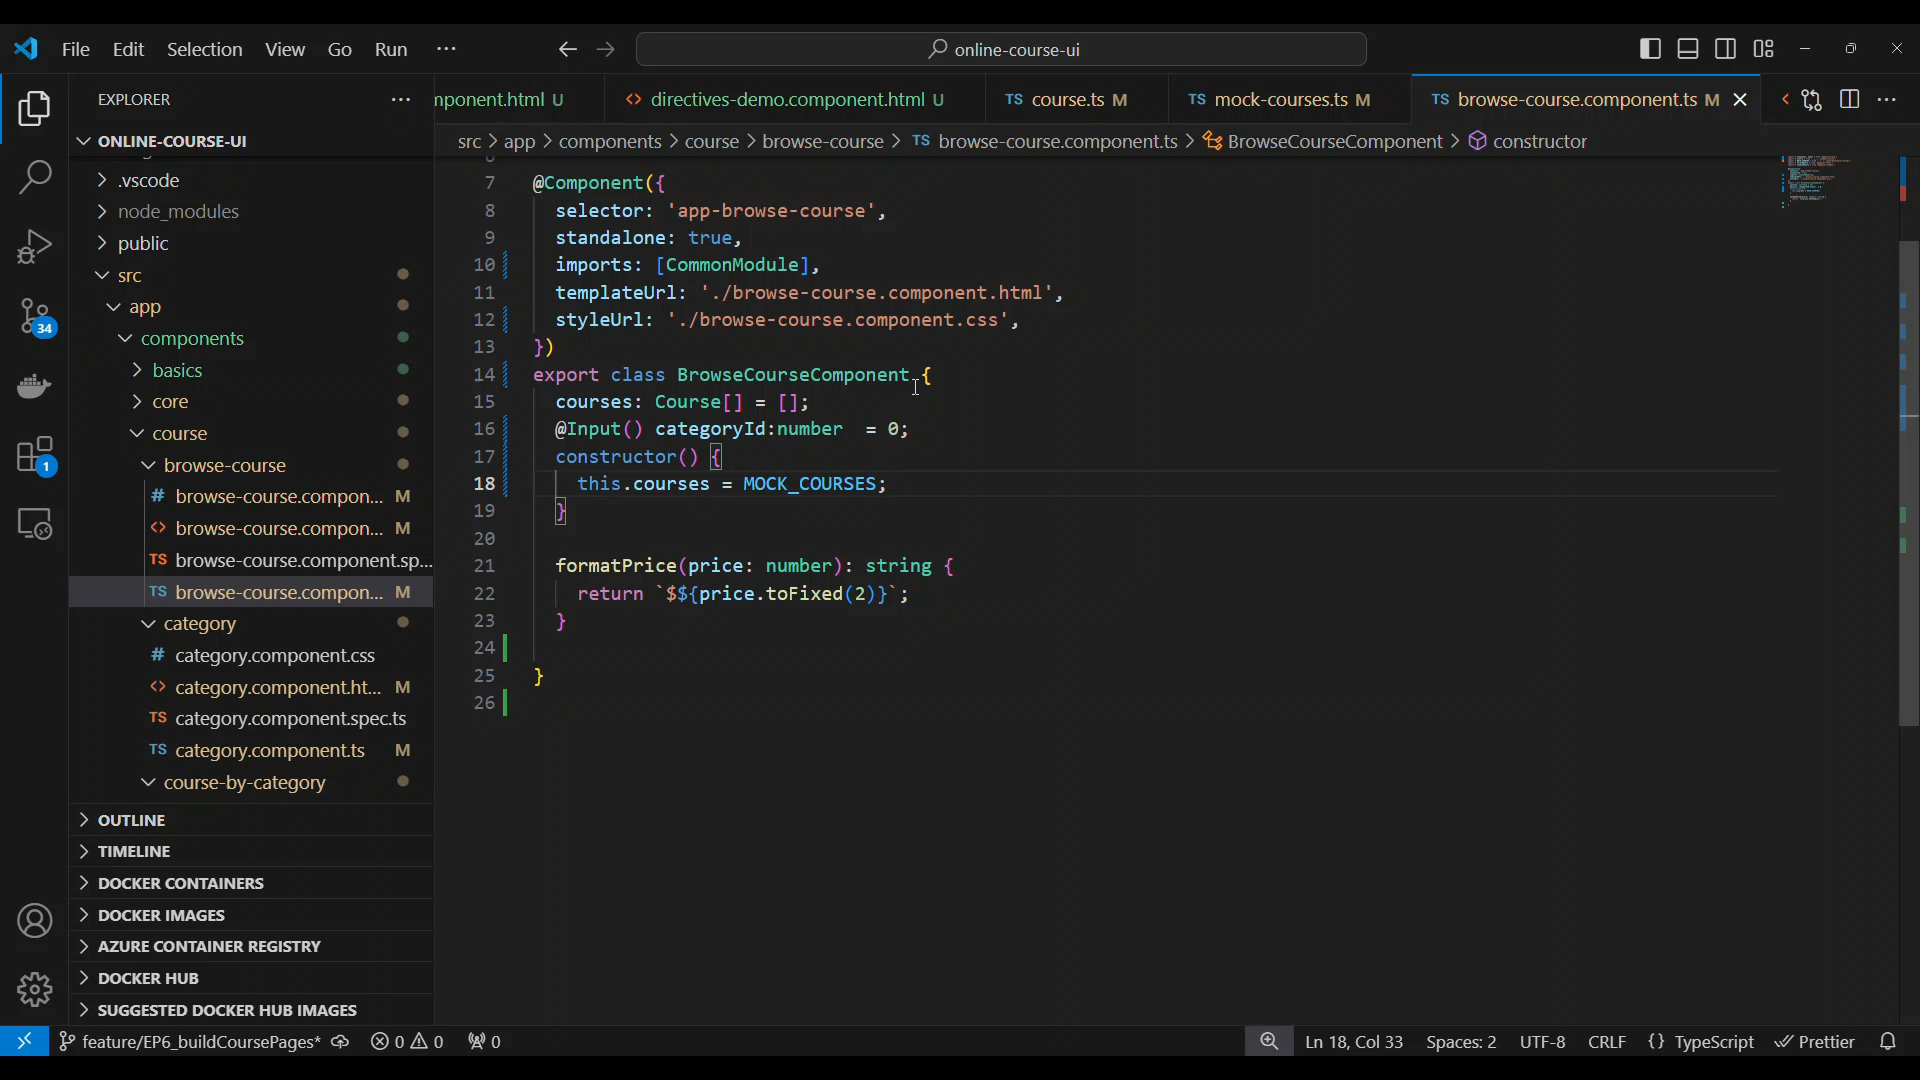 File Edit Selection View Go Run ···
online-course-ui
EXPLORER
mponent.html U
directives-demo.component.html U
TS course.ts M
TS mock-courses.ts M
TS browse-course.component.ts M
ONLINE-COURSE-UI
src > app > components > course > browse-course > TS browse-course.component.ts > BrowseCourseComponent > constructor
.vscode
node_modules
public
src
app
components
basics
core
course
browse-course
# browse-course.compon... M
<> browse-course.compon... M
TS browse-course.component.sp...
TS browse-course.compon... M
category
# category.component.css
<> category.component.ht... M
TS category.component.spec.ts
TS category.component.ts M
course-by-category
OUTLINE
TIMELINE
DOCKER CONTAINERS
DOCKER IMAGES
AZURE CONTAINER REGISTRY
DOCKER HUB
SUGGESTED DOCKER HUB IMAGES
34
1
7 @Component({
8 selector: 'app-browse-course',
9 standalone: true,
10 imports: [CommonModule],
11 templateUrl: './browse-course.component.html',
12 styleUrl: './browse-course.component.css',
13 })
14 export class BrowseCourseComponent {
15 courses: Course[] = [];
16 @Input() categoryId:number  = 0;
17 constructor() {
18 this.courses = MOCK_COURSES;
19 }
20
21 formatPrice(price: number): string {
22 return `$${price.toFixed(2)}`;
23 }
24
25 }
26
feature/EP6_buildCoursePages* 0 0 0
Ln 18, Col 33 Spaces: 2 UTF-8 CRLF {} TypeScript Prettier